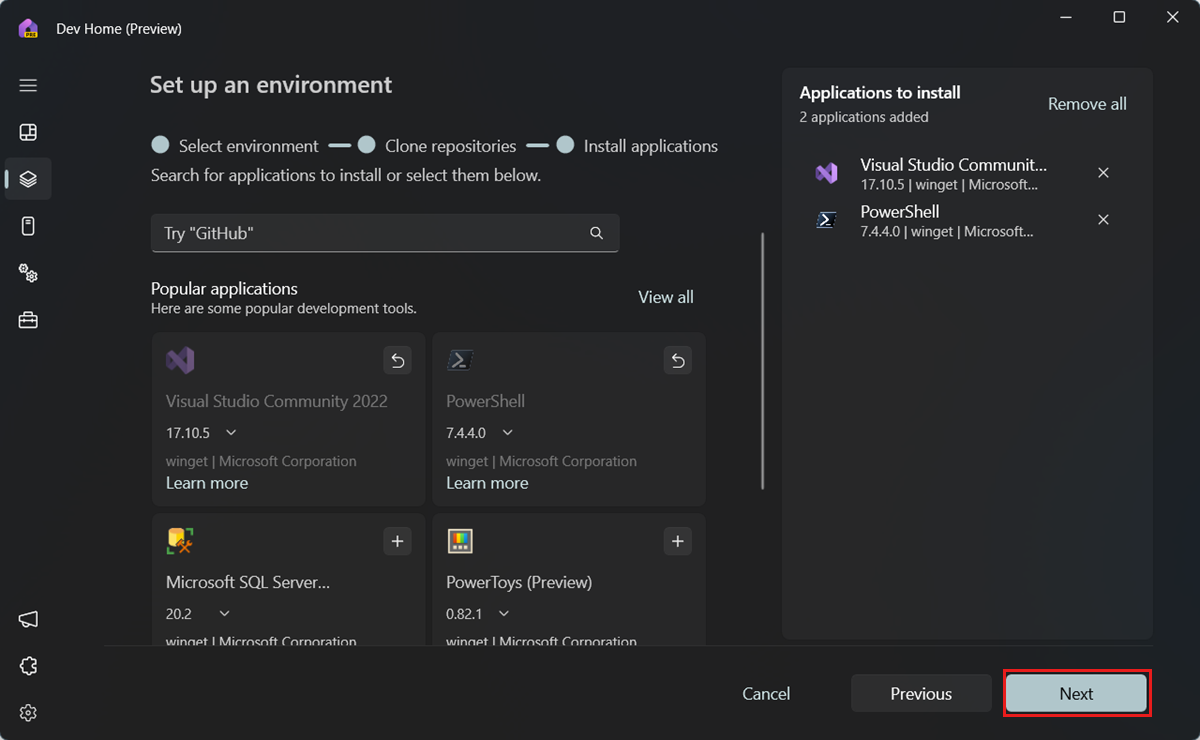 Dev Home (Preview)
Set up an environment
Select environment Clone repositories Install applications
Search for applications to install or select them below.
Try "GitHub"
Popular applications
Here are some popular development tools.
View all
Visual Studio Community 2022
17.10.5
winget | Microsoft Corporation
Learn more
PowerShell
7.4.4.0
winget | Microsoft Corporation
Learn more
Microsoft SQL Server...
20.2
winget | Microsoft Corporation
PowerToys (Preview)
0.82.1
winget | Microsoft Corporation
Applications to install
2 applications added
Remove all
Visual Studio Communit...
17.10.5 | winget | Microsoft...
PowerShell
7.4.4.0 | winget | Microsoft...
Cancel
Previous
Next
PRE